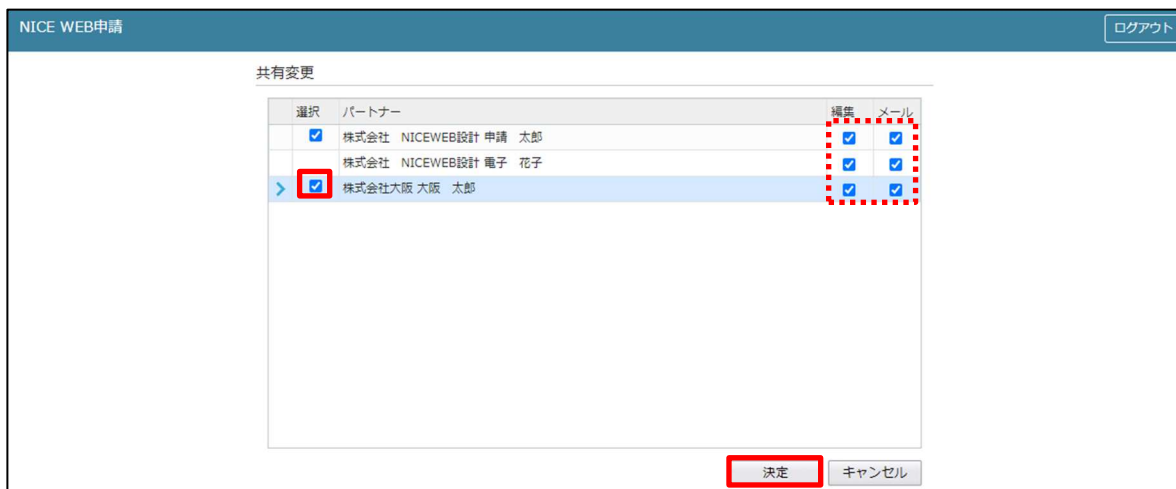 NICE WEB申請 ログアウト
共有変更
選択 パートナー 編集 メール
株式会社　NICEWEB設計 申請　太郎
株式会社　NICEWEB設計 電子　花子
株式会社大阪 大阪　太郎
決定 キャンセル